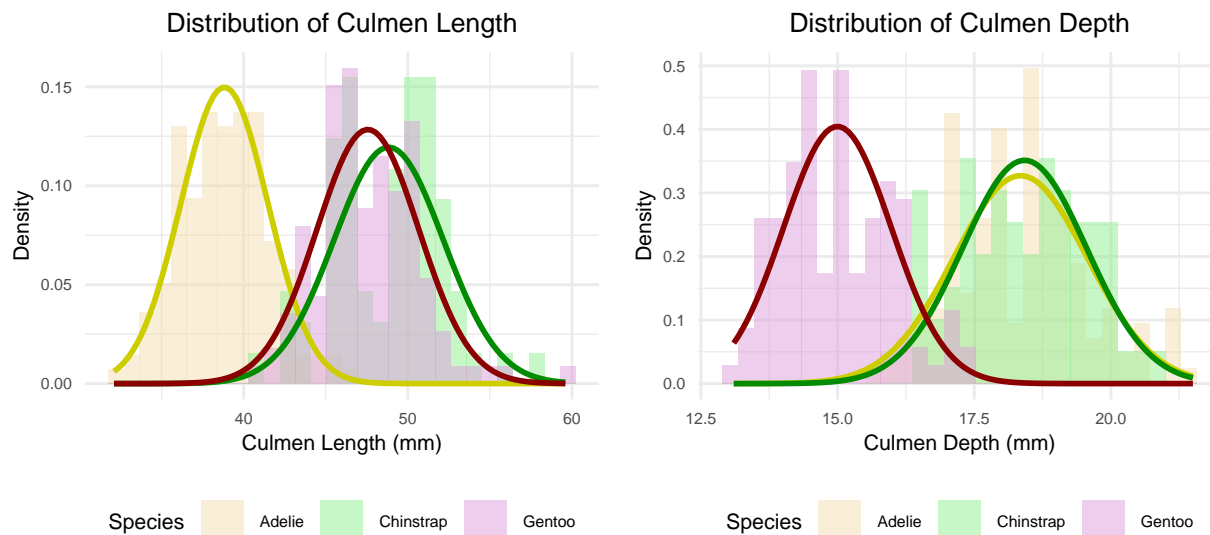 Distribution of Culmen Length
0.15
0.10
0.05
0.00
Density
40 50 60
Culmen Length (mm)
Species Adelie Chinstrap Gentoo
Distribution of Culmen Depth
0.5
0.4
0.3
0.2
0.1
0.0
Density
12.5 15.0 17.5 20.0
Culmen Depth (mm)
Species Adelie Chinstrap Gentoo